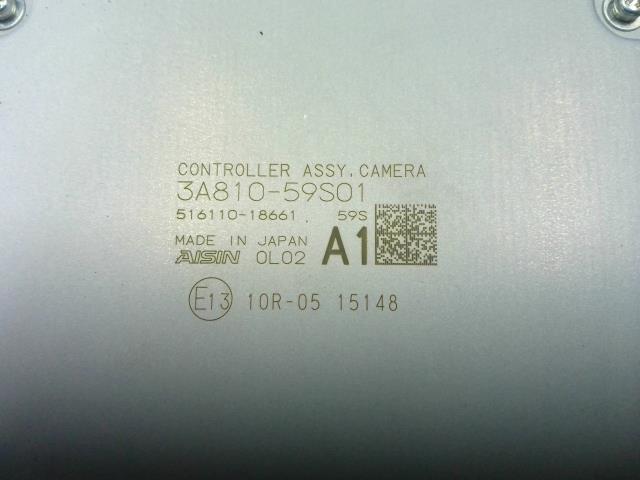 CONTROLLER ASSY, CAMERA
3A810-59S01
516110-18661 59S
MADE IN JAPAN
AISIN 0L02 A1
E13 10R-05 15148